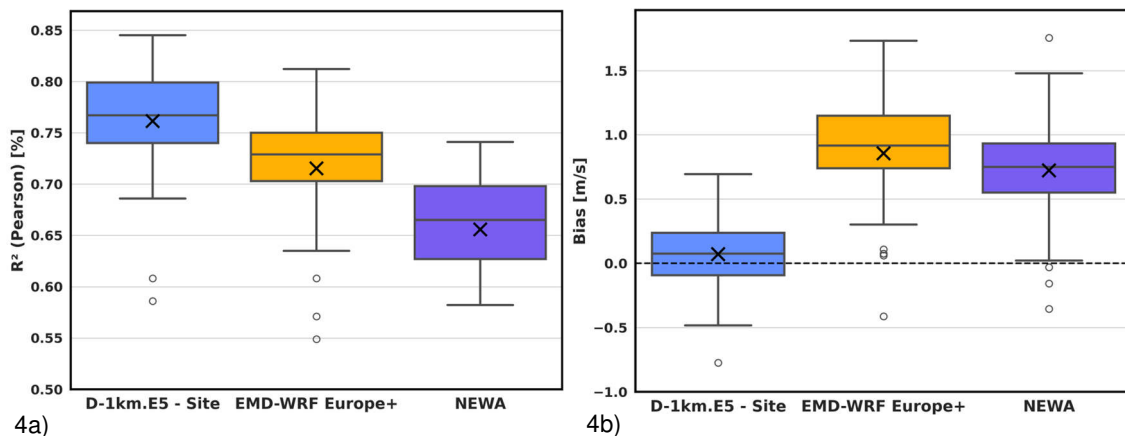 R² (Pearson) [%]
0.85
0.80
0.75
0.70
0.65
0.60
0.55
0.50
D-1km.E5 - Site EMD-WRF Europe+ NEWA
4a)
Bias [m/s]
1.5
1.0
0.5
0.0
−0.5
−1.0
D-1km.E5 - Site EMD-WRF Europe+ NEWA
4b)